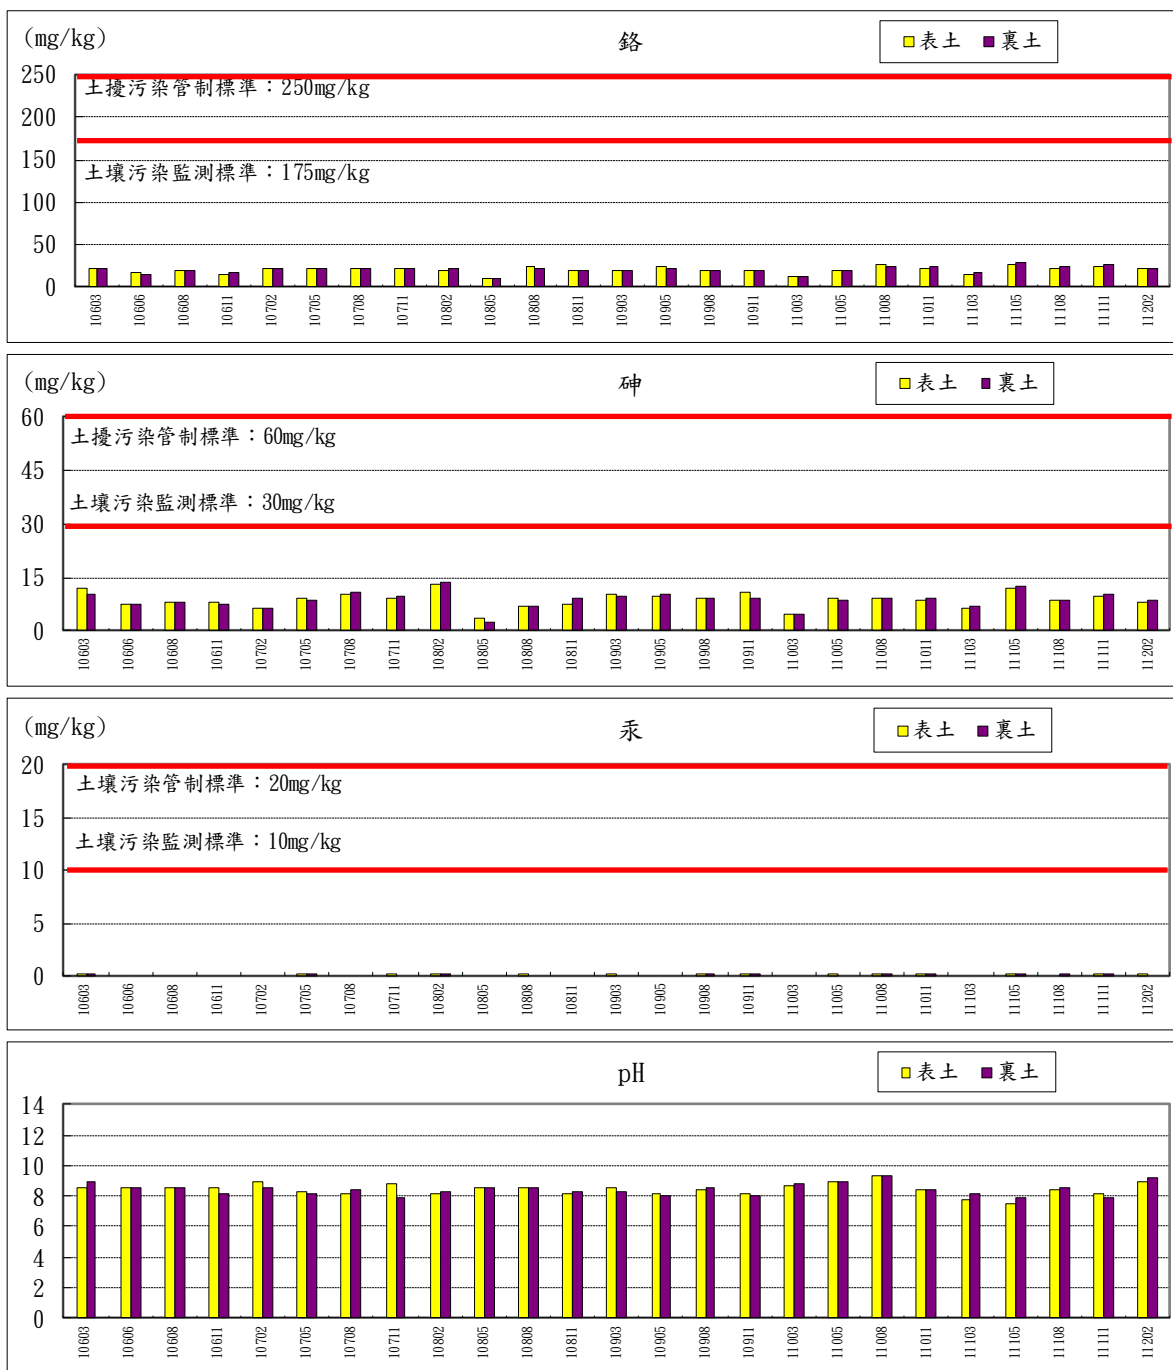 (mg/kg)
鉻
表土 裏土
250
200
150
100
50
0
土擾污染管制標準：250mg/kg
土壤污染監測標準：175mg/kg
10603 10606 10608 10611 10702 10705 10708 10711 10802 10805 10808 10811 10903 10905 10908 10911 11003 11005 11008 11011 11103 11105 11108 11111 11202
(mg/kg)
砷
表土 裏土
60
45
30
15
0
土擾污染管制標準：60mg/kg
土壤污染監測標準：30mg/kg
10603 10606 10608 10611 10702 10705 10708 10711 10802 10805 10808 10811 10903 10905 10908 10911 11003 11005 11008 11011 11103 11105 11108 11111 11202
(mg/kg)
汞
表土 裏土
20
15
10
5
0
土壤污染管制標準：20mg/kg
土壤污染監測標準：10mg/kg
10603 10606 10608 10611 10702 10705 10708 10711 10802 10805 10808 10811 10903 10905 10908 10911 11003 11005 11008 11011 11103 11105 11108 11111 11202
pH
表土 裏土
14
12
10
8
6
4
2
0
10603 10606 10608 10611 10702 10705 10708 10711 10802 10805 10808 10811 10903 10905 10908 10911 11003 11005 11008 11011 11103 11105 11108 11111 11202